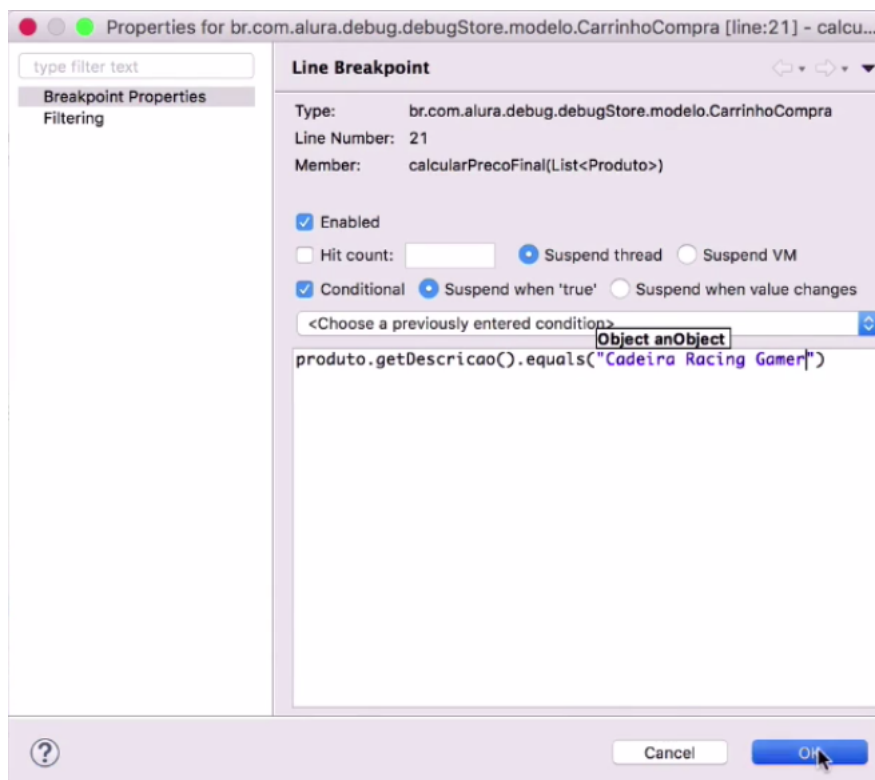 Properties for br.com.alura.debug.debugStore.modelo.CarrinhoCompra [line:21] - calcu...
type filter text
Breakpoint Properties
Filtering
Line Breakpoint
Type: br.com.alura.debug.debugStore.modelo.CarrinhoCompra
Line Number: 21
Member: calcularPrecoFinal(List<Produto>)
Enabled
Hit count: Suspend thread Suspend VM
Conditional Suspend when 'true' Suspend when value changes
<Choose a previously entered condition>
Object anObject
produto.getDescricao().equals("Cadeira Racing Gamer")
? Cancel OK